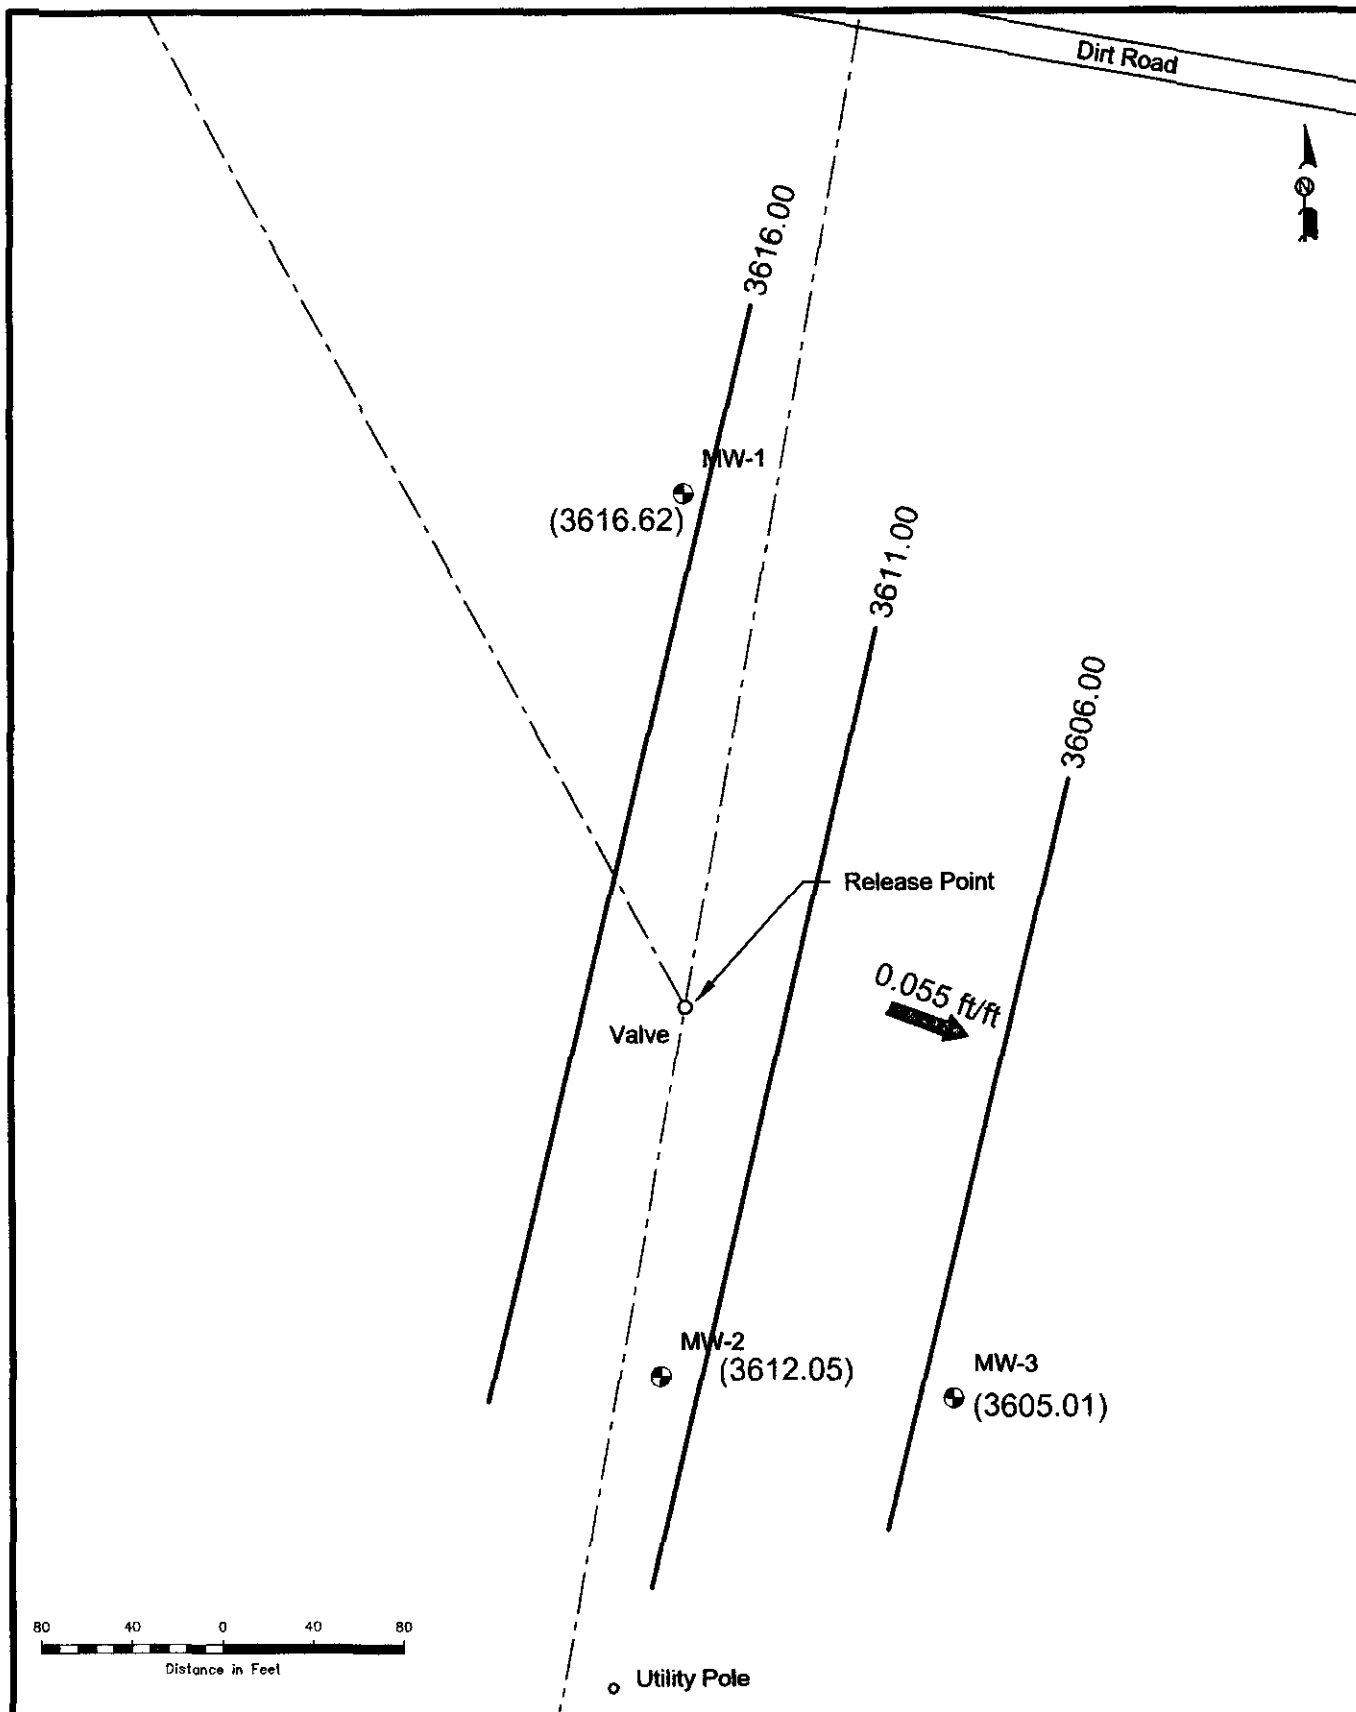 Dirt Road
3616.00
MW-1
(3616.62)
3611.00
3606.00
Release Point
0.055 ft/ft
Valve
MW-2
(3612.05)
MW-3
(3605.01)
80 40 0 40 80
Distance in Feet
Utility Pole